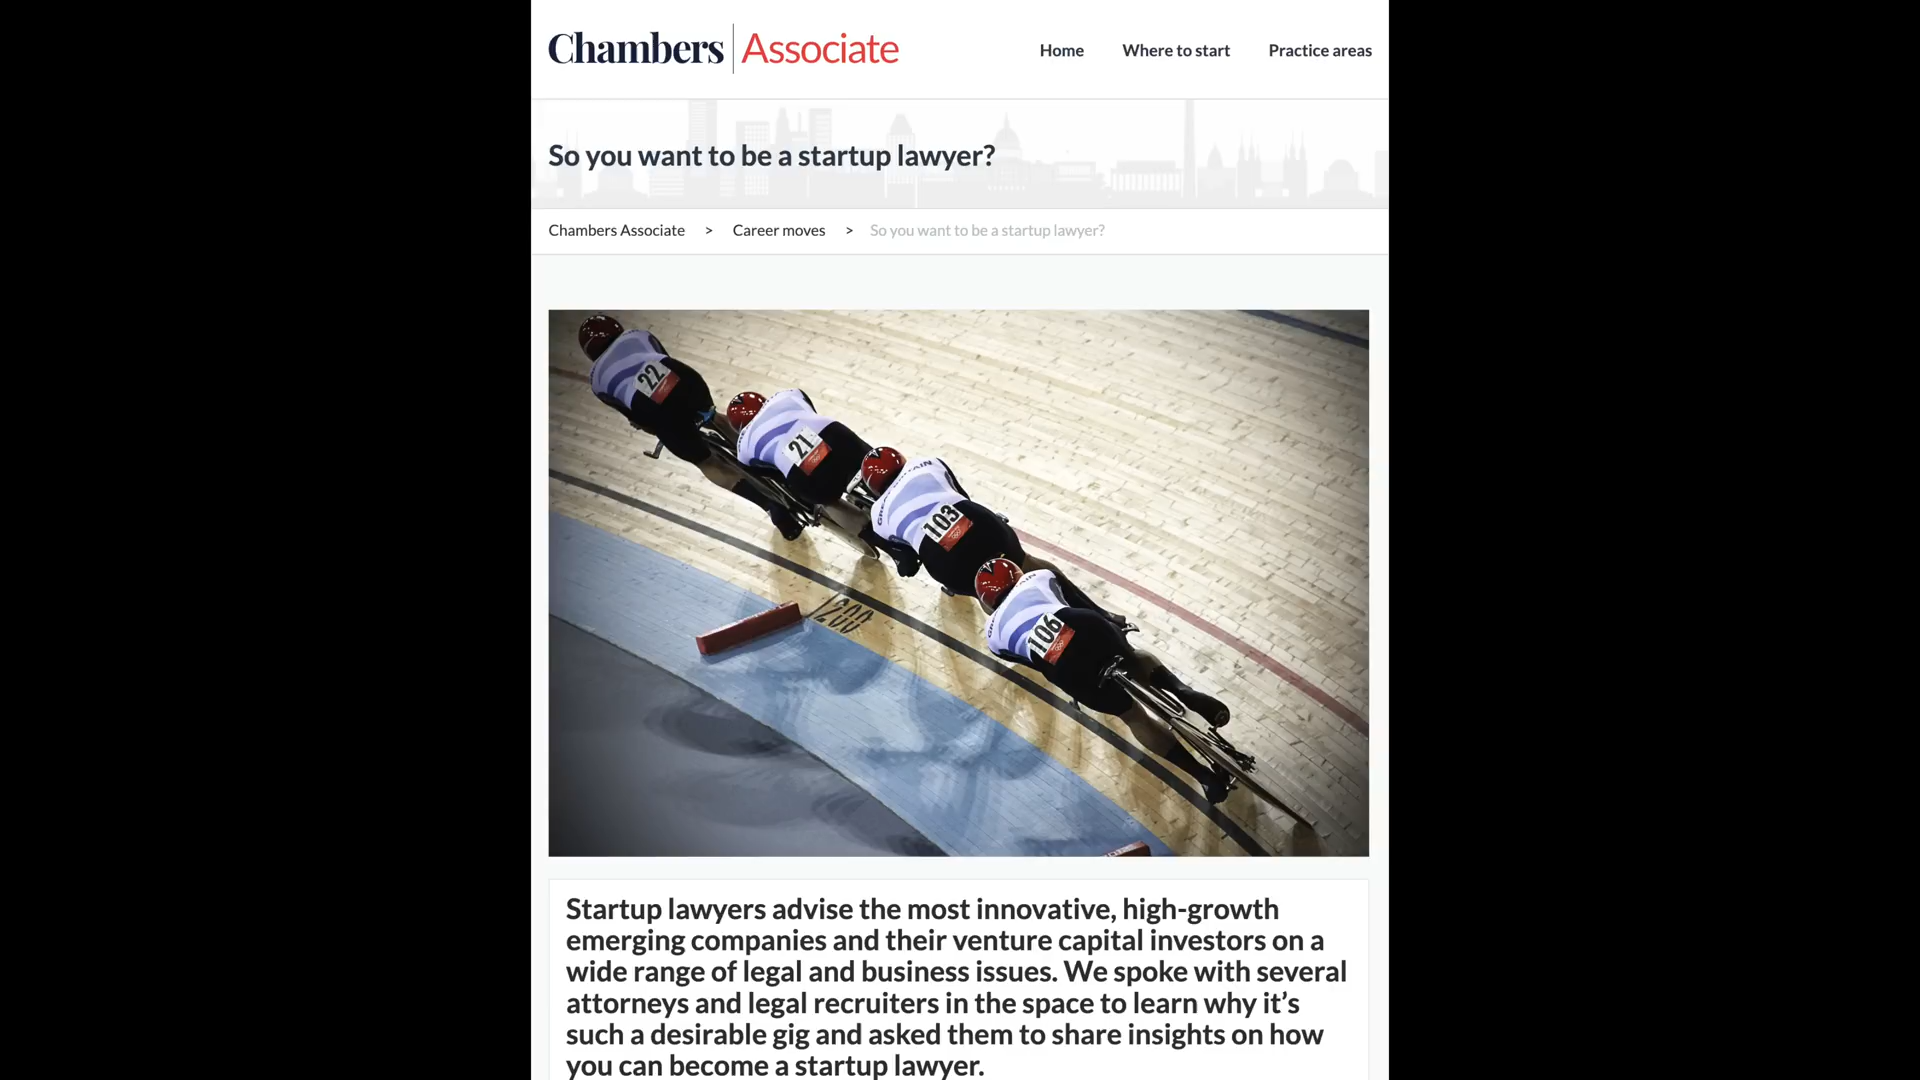 Chambers Associate
Home Where to start Practice areas
So you want to be a startup lawyer?
Chambers Associate > Career moves > So you want to be a startup lawyer?
22
21
GREAT BRITAIN
103
106
200
Startup lawyers advise the most innovative, high-growth
emerging companies and their venture capital investors on a
wide range of legal and business issues. We spoke with several
attorneys and legal recruiters in the space to learn why it’s
such a desirable gig and asked them to share insights on how
you can become a startup lawyer.